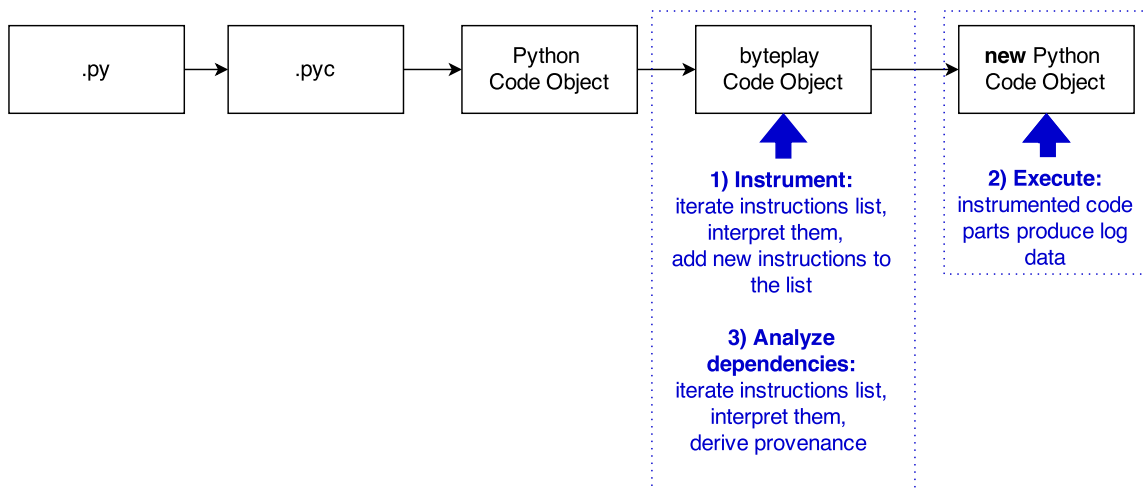 .py
.pyc
Python
Code Object
byteplay
Code Object
new Python
Code Object
1) Instrument:
iterate instructions list,
interpret them,
add new instructions to
the list
3) Analyze
dependencies:
iterate instructions list,
interpret them,
derive provenance
2) Execute:
instrumented code
parts produce log
data